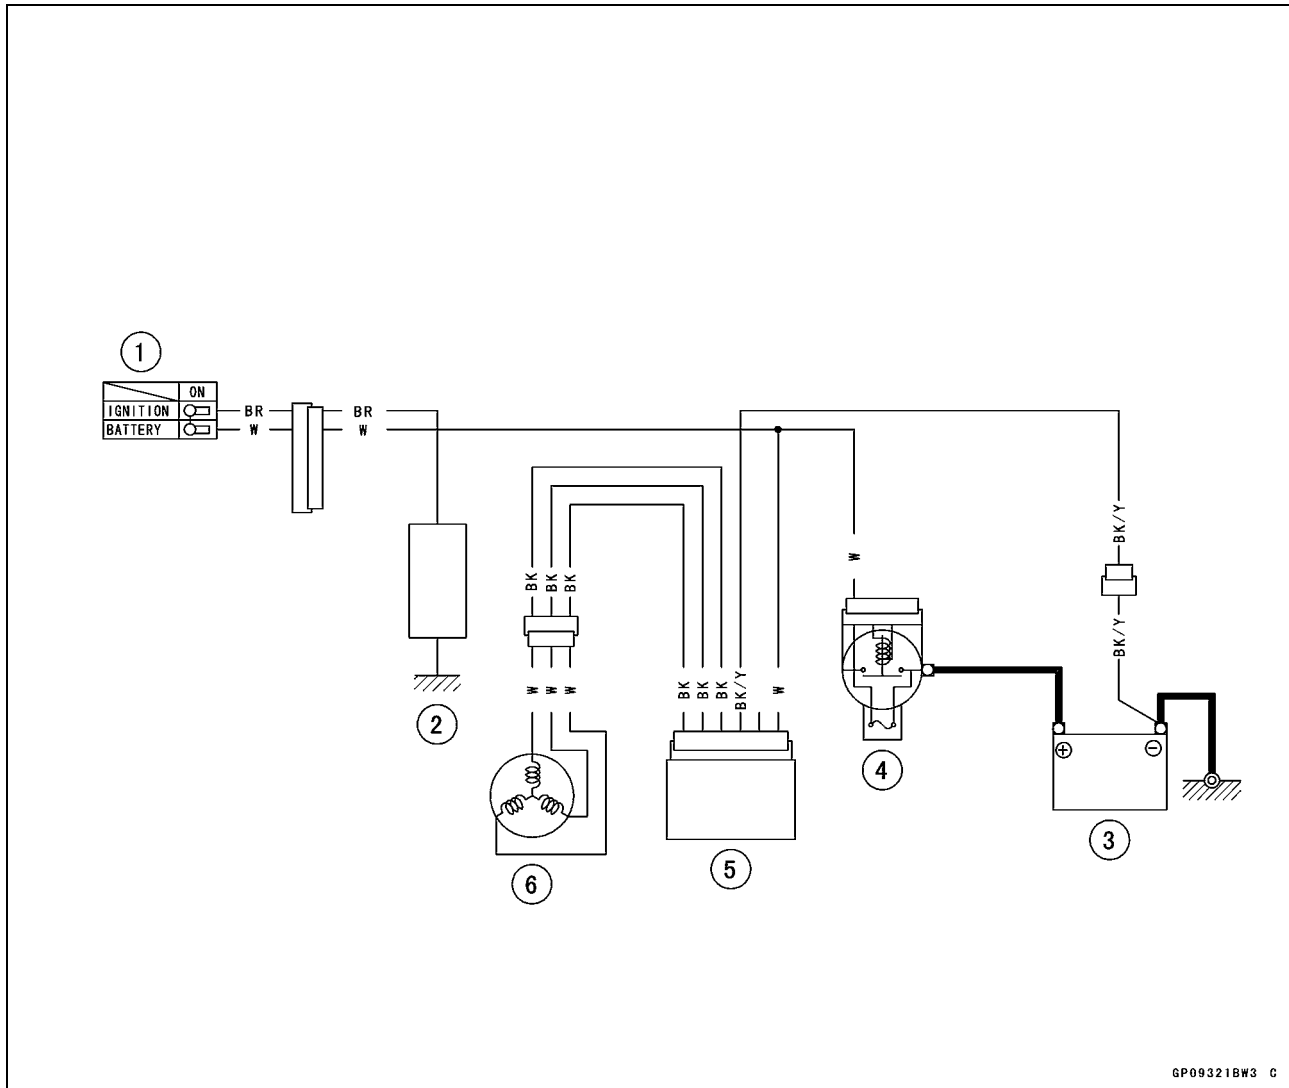 1
ON
IGNITION BR BR
BATTERY W W
BK/Y
BK BK BK
W
BK/Y
W W W
BK BK BK BK/Y W
2
4
+ −
3
5
6
GP09321BW3 C